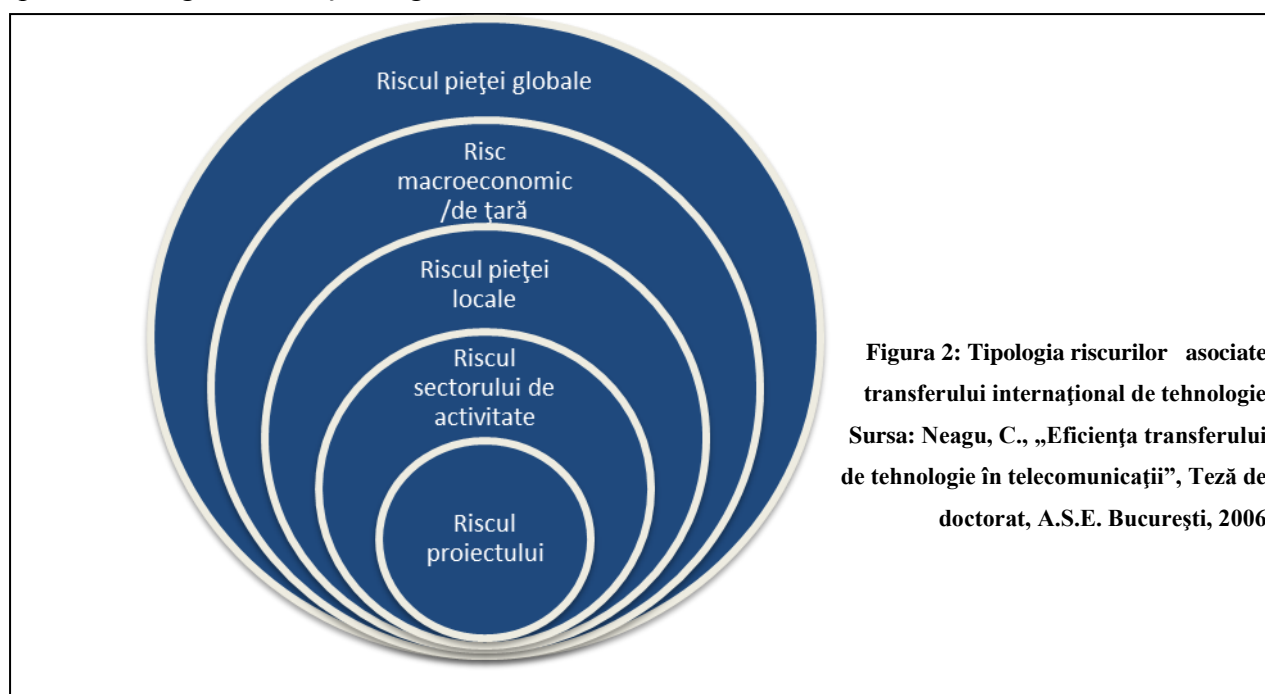 Riscul pieţei globale
Risc
macroeconomic
/de ţară
Riscul pieţei
locale
Riscul
sectorului de
activitate
Riscul
proiectului
Figura 2: Tipologia riscurilor asociate
transferului internaţional de tehnologie
Sursa: Neagu, C., „Eficienţa transferului
de tehnologie în telecomunicaţii”, Teză de
doctorat, A.S.E. Bucureşti, 2006